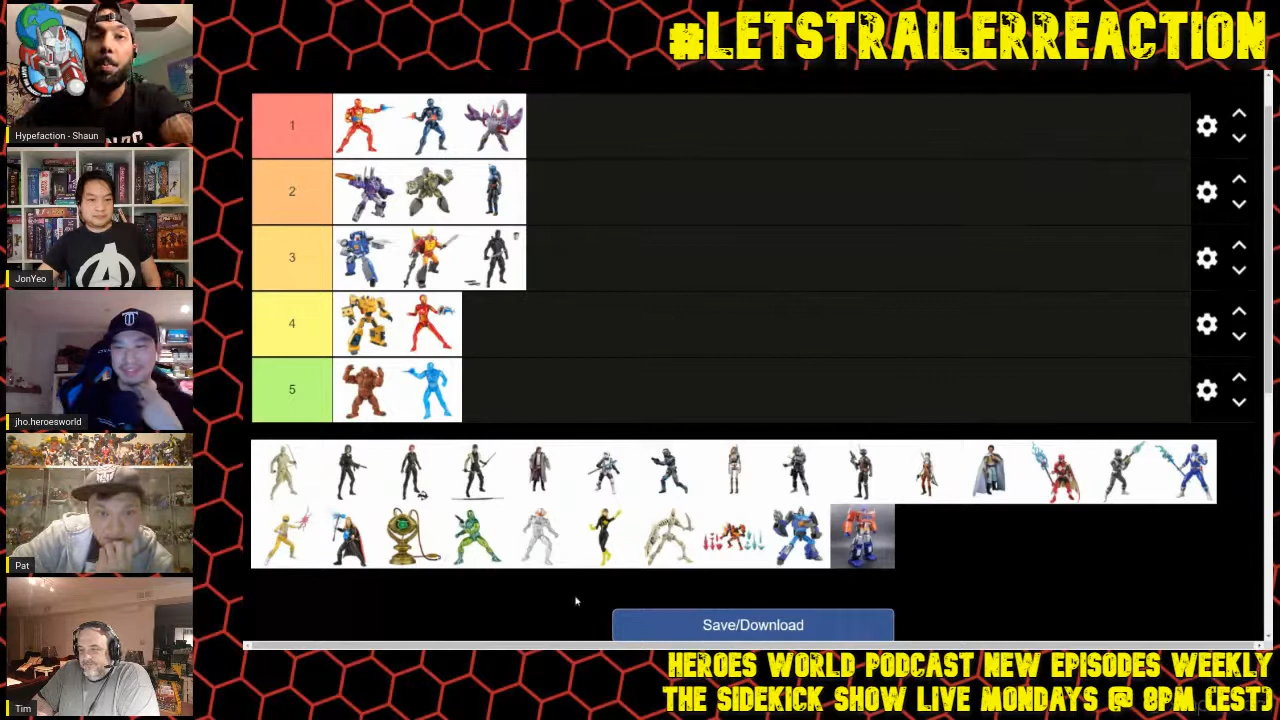 #LETSTRAILERREACTION
Hypefaction - Shaun
JonYeo
jho.heroesworld
Pat
Tim
1
2
3
4
5
Save/Download
HEROES WORLD PODCAST NEW EPISODES WEEKLY
THE SIDEKICK SHOW LIVE MONDAYS @ 8PM (EST)